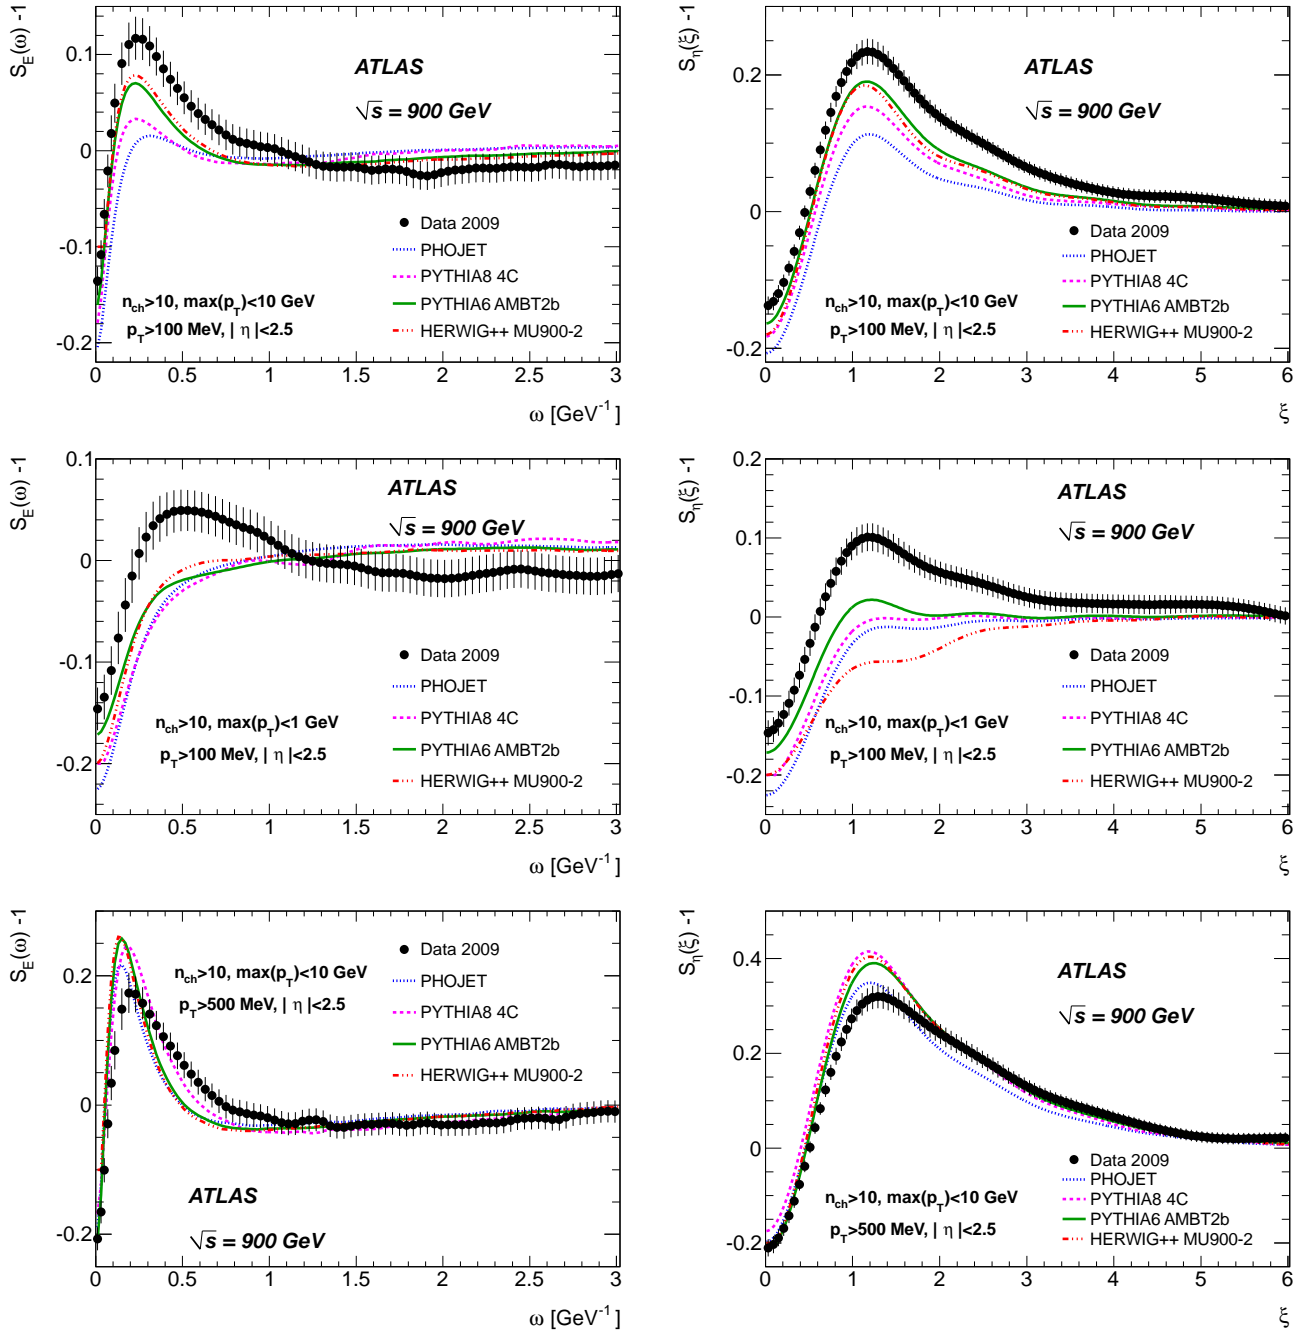 S_E(ω) -1
0.1
0
-0.1
-0.2
ATLAS
√s = 900 GeV
Data 2009
PHOJET
PYTHIA8 4C
PYTHIA6 AMBT2b
HERWIG++ MU900-2
n_ch>10, max(p_T)<10 GeV
p_T>100 MeV, | η |<2.5
0 0.5 1 1.5 2 2.5 3
ω [GeV^-1]
S_η(ξ) -1
0.2
0
-0.2
ATLAS
√s = 900 GeV
Data 2009
PHOJET
PYTHIA8 4C
PYTHIA6 AMBT2b
HERWIG++ MU900-2
n_ch>10, max(p_T)<10 GeV
p_T>100 MeV, | η |<2.5
0 1 2 3 4 5 6
ξ
S_E(ω) -1
0.1
0
-0.1
-0.2
ATLAS
√s = 900 GeV
Data 2009
PHOJET
PYTHIA8 4C
PYTHIA6 AMBT2b
HERWIG++ MU900-2
n_ch>10, max(p_T)<1 GeV
p_T>100 MeV, | η |<2.5
0 0.5 1 1.5 2 2.5 3
ω [GeV^-1]
S_η(ξ) -1
0.2
0.1
0
-0.1
-0.2
ATLAS
√s = 900 GeV
Data 2009
PHOJET
PYTHIA8 4C
PYTHIA6 AMBT2b
HERWIG++ MU900-2
n_ch>10, max(p_T)<1 GeV
p_T>100 MeV, | η |<2.5
0 1 2 3 4 5 6
ξ
S_E(ω) -1
0.2
0
-0.2
Data 2009
PHOJET
PYTHIA8 4C
PYTHIA6 AMBT2b
HERWIG++ MU900-2
n_ch>10, max(p_T)<10 GeV
p_T>500 MeV, | η |<2.5
ATLAS
√s = 900 GeV
0 0.5 1 1.5 2 2.5 3
ω [GeV^-1]
S_η(ξ) -1
0.4
0.2
0
-0.2
ATLAS
√s = 900 GeV
Data 2009
PHOJET
PYTHIA8 4C
PYTHIA6 AMBT2b
HERWIG++ MU900-2
n_ch>10, max(p_T)<10 GeV
p_T>500 MeV, | η |<2.5
0 1 2 3 4 5 6
ξ